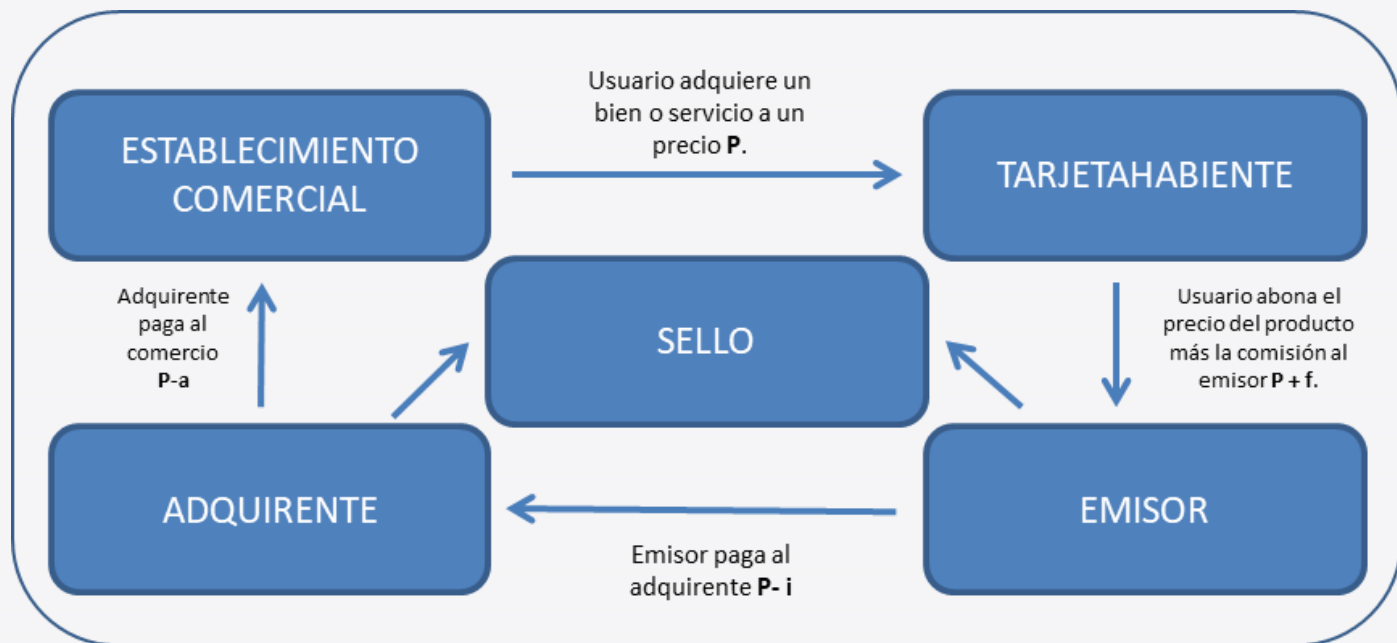 Usuario adquiere un
bien o servicio a un
precio P.
ESTABLECIMIENTO
COMERCIAL
TARJETAHABIENTE
Adquirente
paga al
comercio
P-a
SELLO
Usuario abona el
precio del producto
más la comisión al
emisor P + f.
ADQUIRENTE
EMISOR
Emisor paga al
adquirente P- i